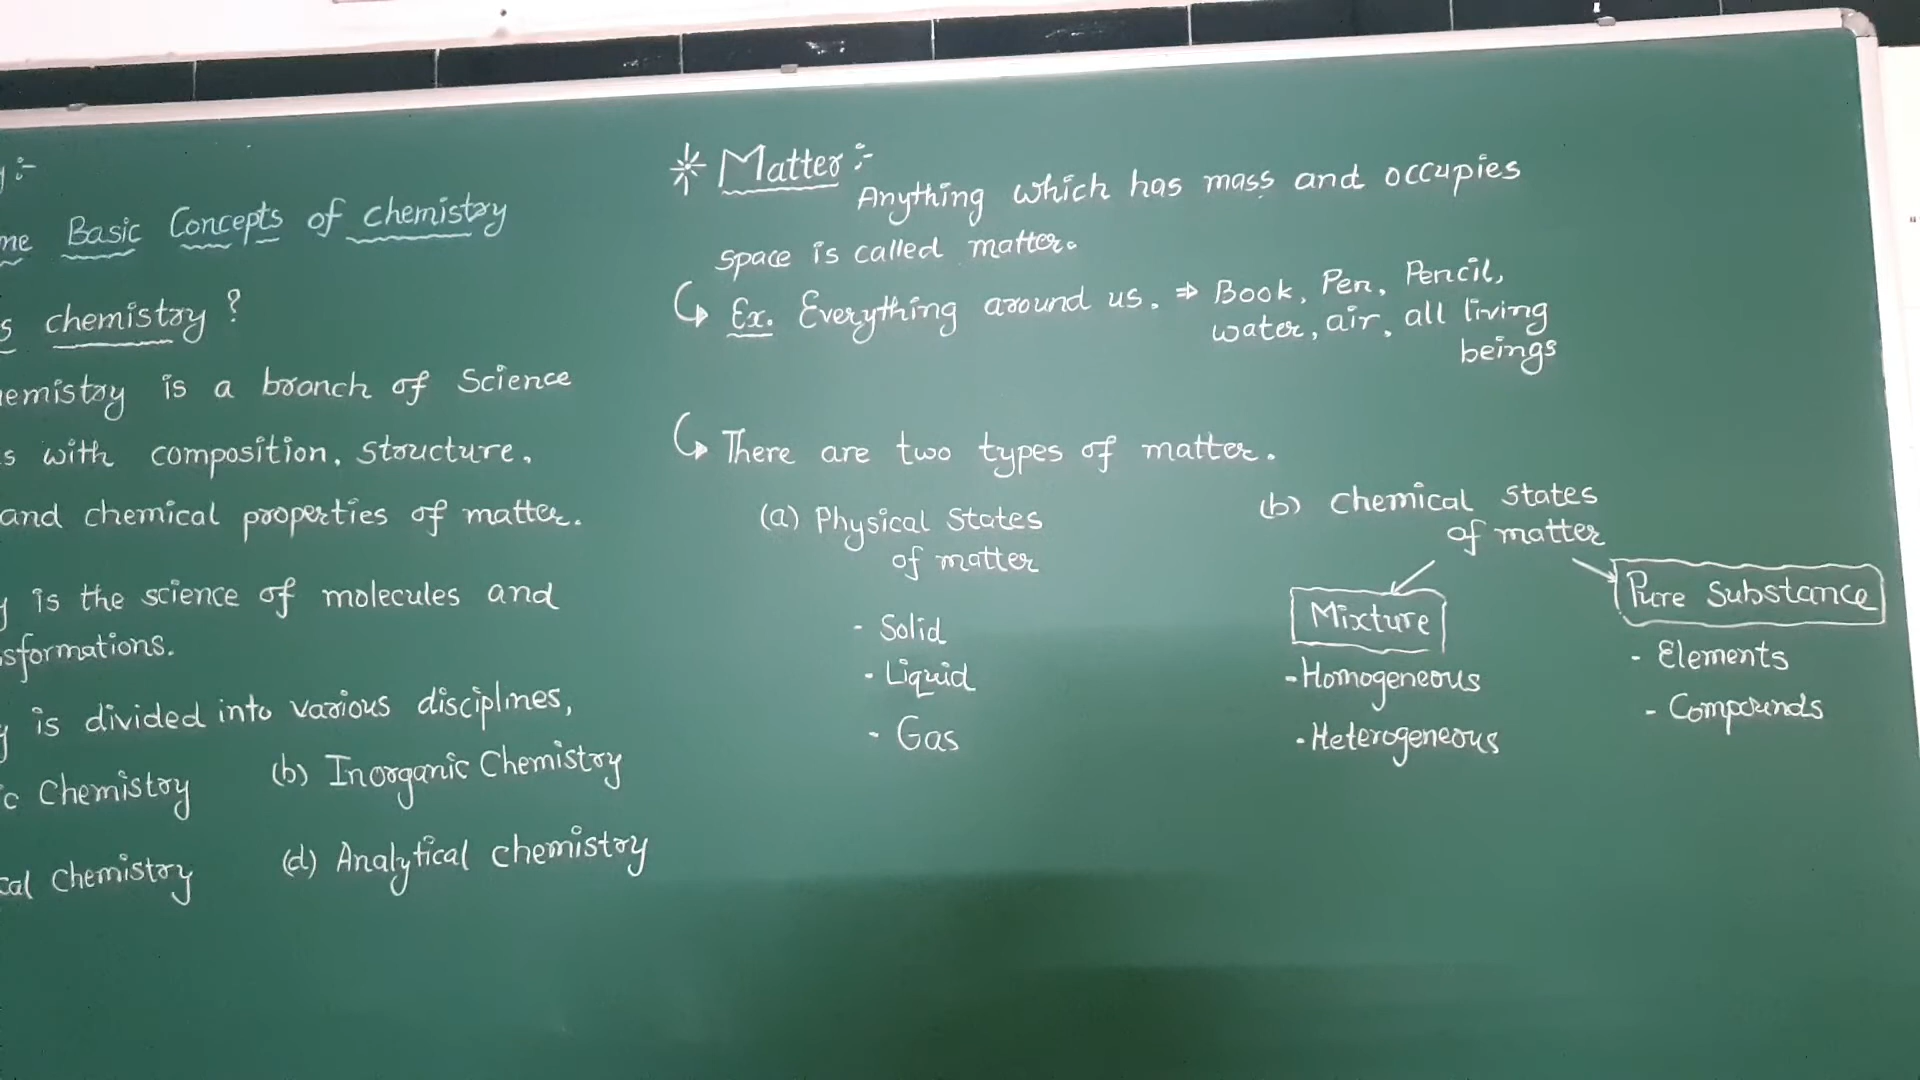 me Basic Concepts of chemistry
s chemistry ?
emistry is a branch of Science
s with composition, structure,
and chemical properties of matter.
y is the science of molecules and
sformations.
y is divided into various disciplines,
c Chemistry (b) Inorganic Chemistry
cal Chemistry (d) Analytical chemistry
* Matter :-
Anything which has mass and occupies
space is called matter.
Ex. Everything around us. ⇒ Book, Pen, Pencil,
water, air, all living
beings
There are two types of matter.
(a) Physical States
of matter
- Solid
- Liquid
- Gas
(b) Chemical States
of matter
Mixture
- Homogeneous
- Heterogeneous
Pure Substance
- Elements
- Compounds